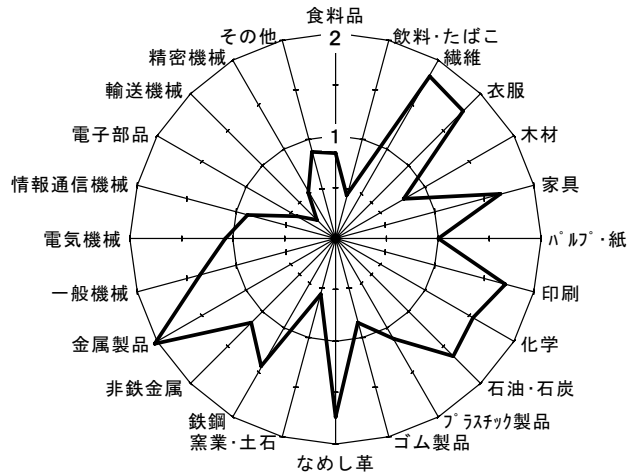 食料品
その他
2
飲料・たばこ
精密機械
繊維
輸送機械
衣服
電子部品
1
木材
情報通信機械
家具
電気機械
ﾊﾟﾙﾌﾟ・紙
一般機械
印刷
金属製品
化学
非鉄金属
石油・石炭
鉄鋼
ﾌﾟﾗｽﾁｯｸ製品
窯業・土石
ゴム製品
なめし革